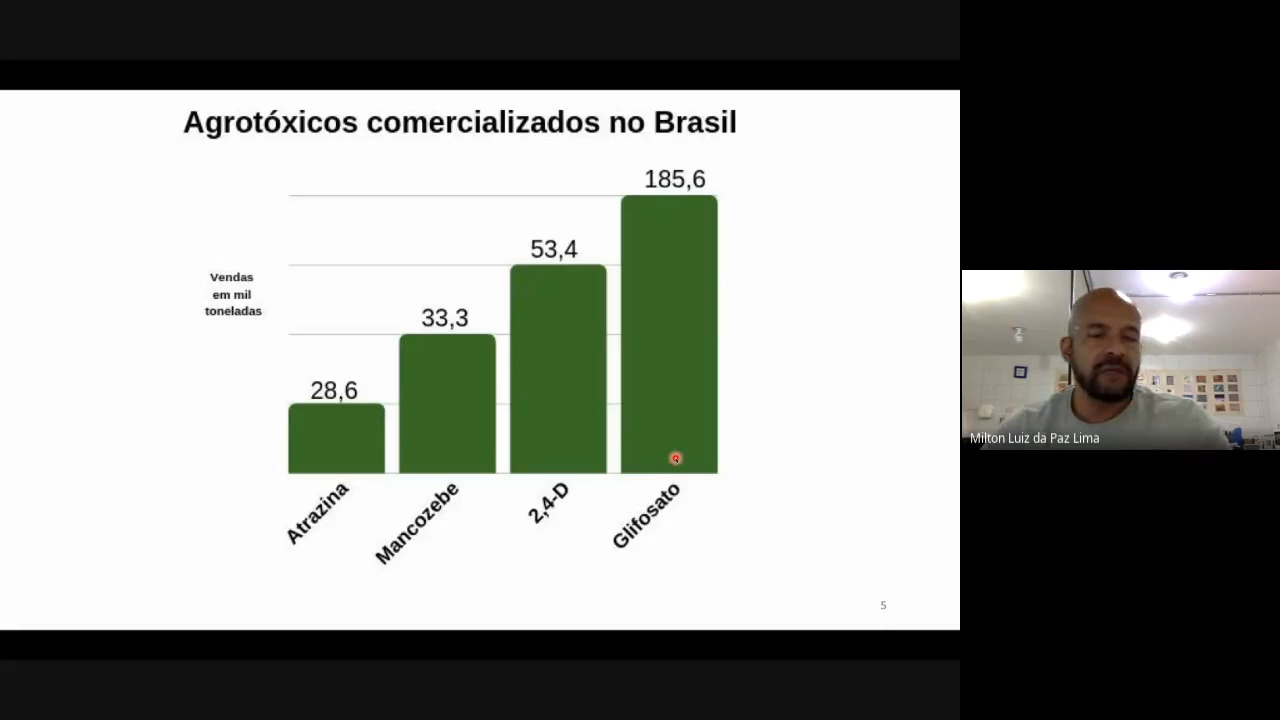 Agrotóxicos comercializados no Brasil
185,6
53,4
33,3
28,6
Vendas
em mil
toneladas
Atrazina
Mancozebe
2,4-D
Glifosato
5
Milton Luiz da Paz Lima